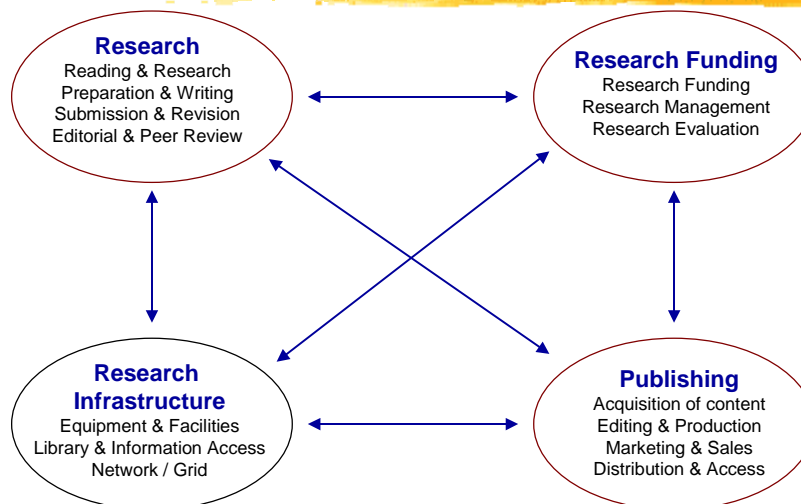 Research
Reading & Research
Preparation & Writing
Submission & Revision
Editorial & Peer Review
Research Funding
Research Funding
Research Management
Research Evaluation
Research
Infrastructure
Equipment & Facilities
Library & Information Access
Network / Grid
Publishing
Acquisition of content
Editing & Production
Marketing & Sales
Distribution & Access